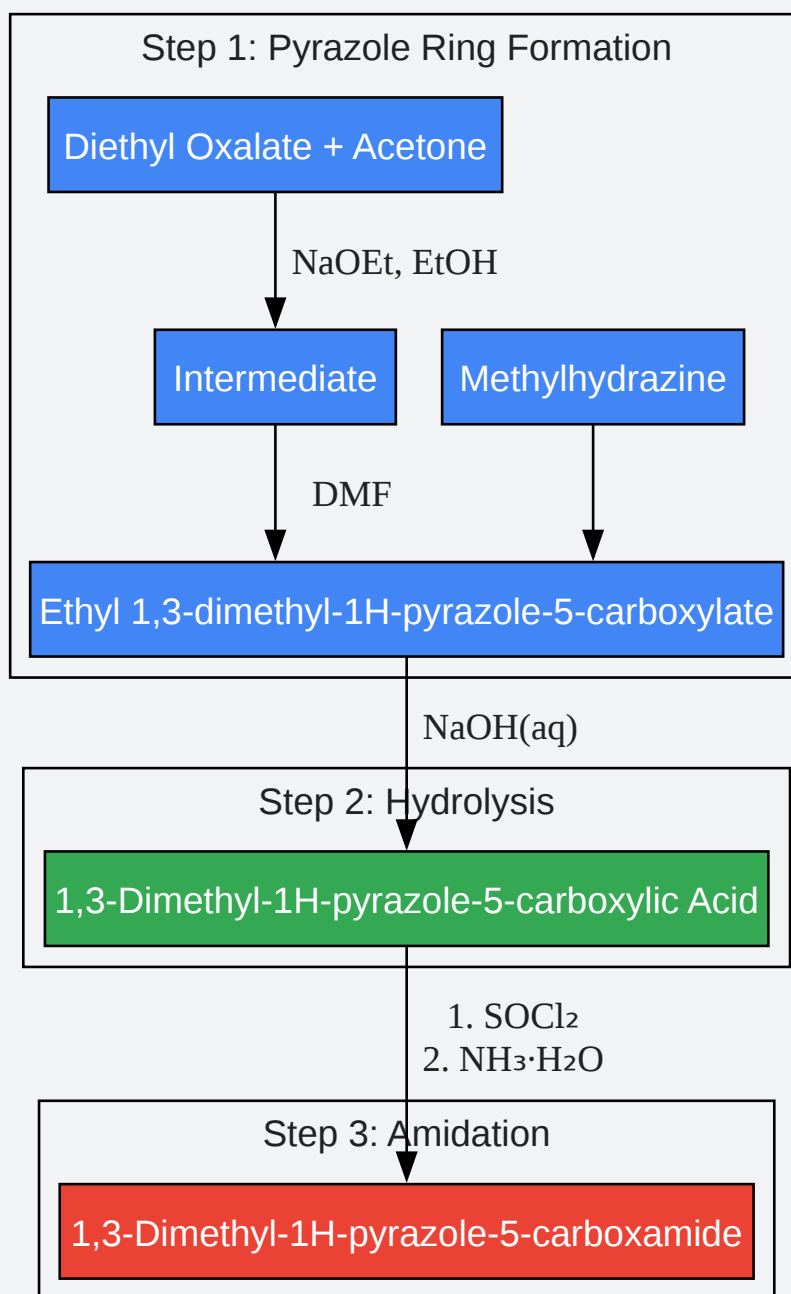 Step 1: Pyrazole Ring Formation
Diethyl Oxalate + Acetone
NaOEt, EtOH
Intermediate
Methylhydrazine
DMF
Ethyl 1,3-dimethyl-1H-pyrazole-5-carboxylate
NaOH(aq)
Step 2: Hydrolysis
1,3-Dimethyl-1H-pyrazole-5-carboxylic Acid
1. SOCl₂
2. NH₃·H₂O
Step 3: Amidation
1,3-Dimethyl-1H-pyrazole-5-carboxamide